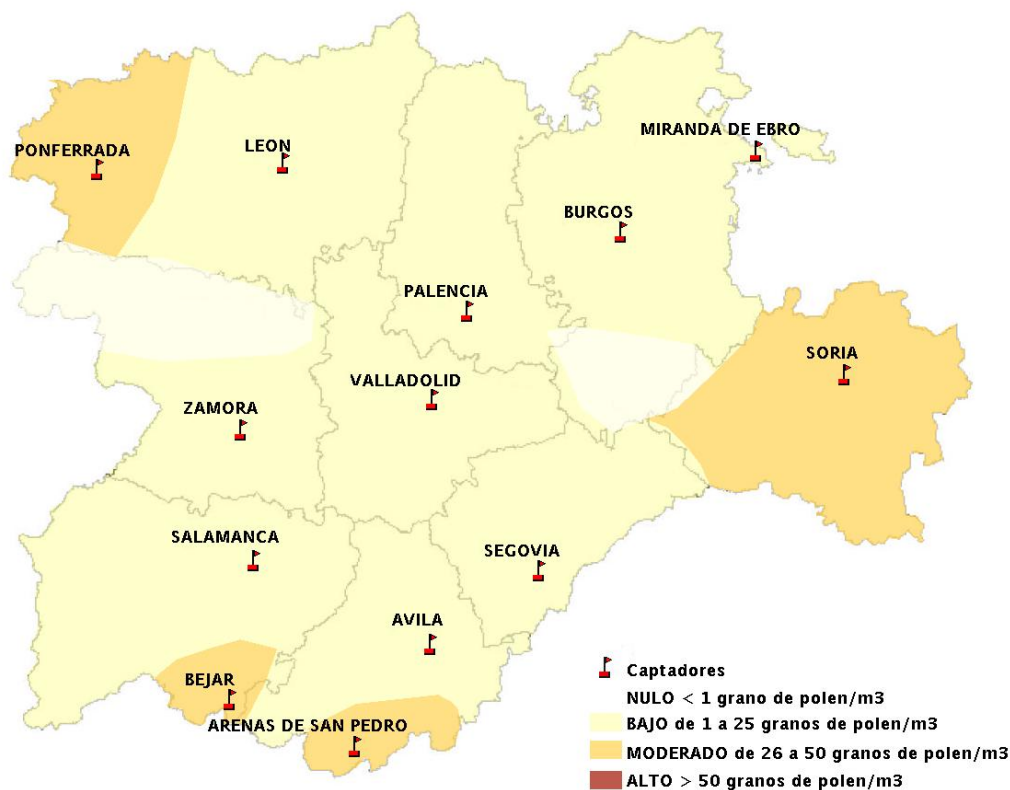 MIRANDA DE EBRO
PONFERRADA
LEON
BURGOS
PALENCIA
SORIA
VALLADOLID
ZAMORA
SALAMANCA
SEGOVIA
AVILA
BEJAR
ARENAS DE SAN PEDRO
Captadores
NULO < 1 grano de polen/m3
BAJO de 1 a 25 granos de polen/m3
MODERADO de 26 a 50 granos de polen/m3
ALTO > 50 granos de polen/m3